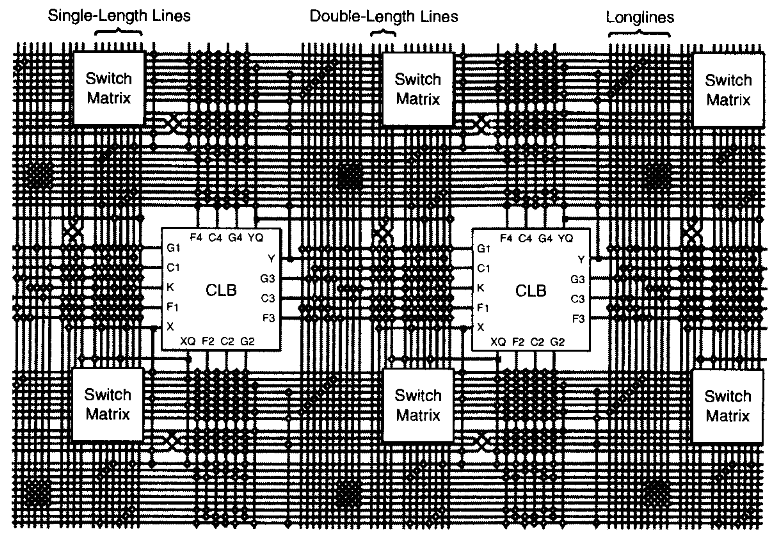 Single-Length Lines
Double-Length Lines
Longlines
Switch
Matrix
Switch
Matrix
Switch
Matrix
F4 C4 G4 YQ
G1
C1
K
F1
X
CLB
Y
G3
C3
F3
XQ F2 C2 G2
F4 C4 G4 YQ
G1
C1
K
F1
X
CLB
Y
G3
C3
F3
XQ F2 C2 G2
Switch
Matrix
Switch
Matrix
Switch
Matrix